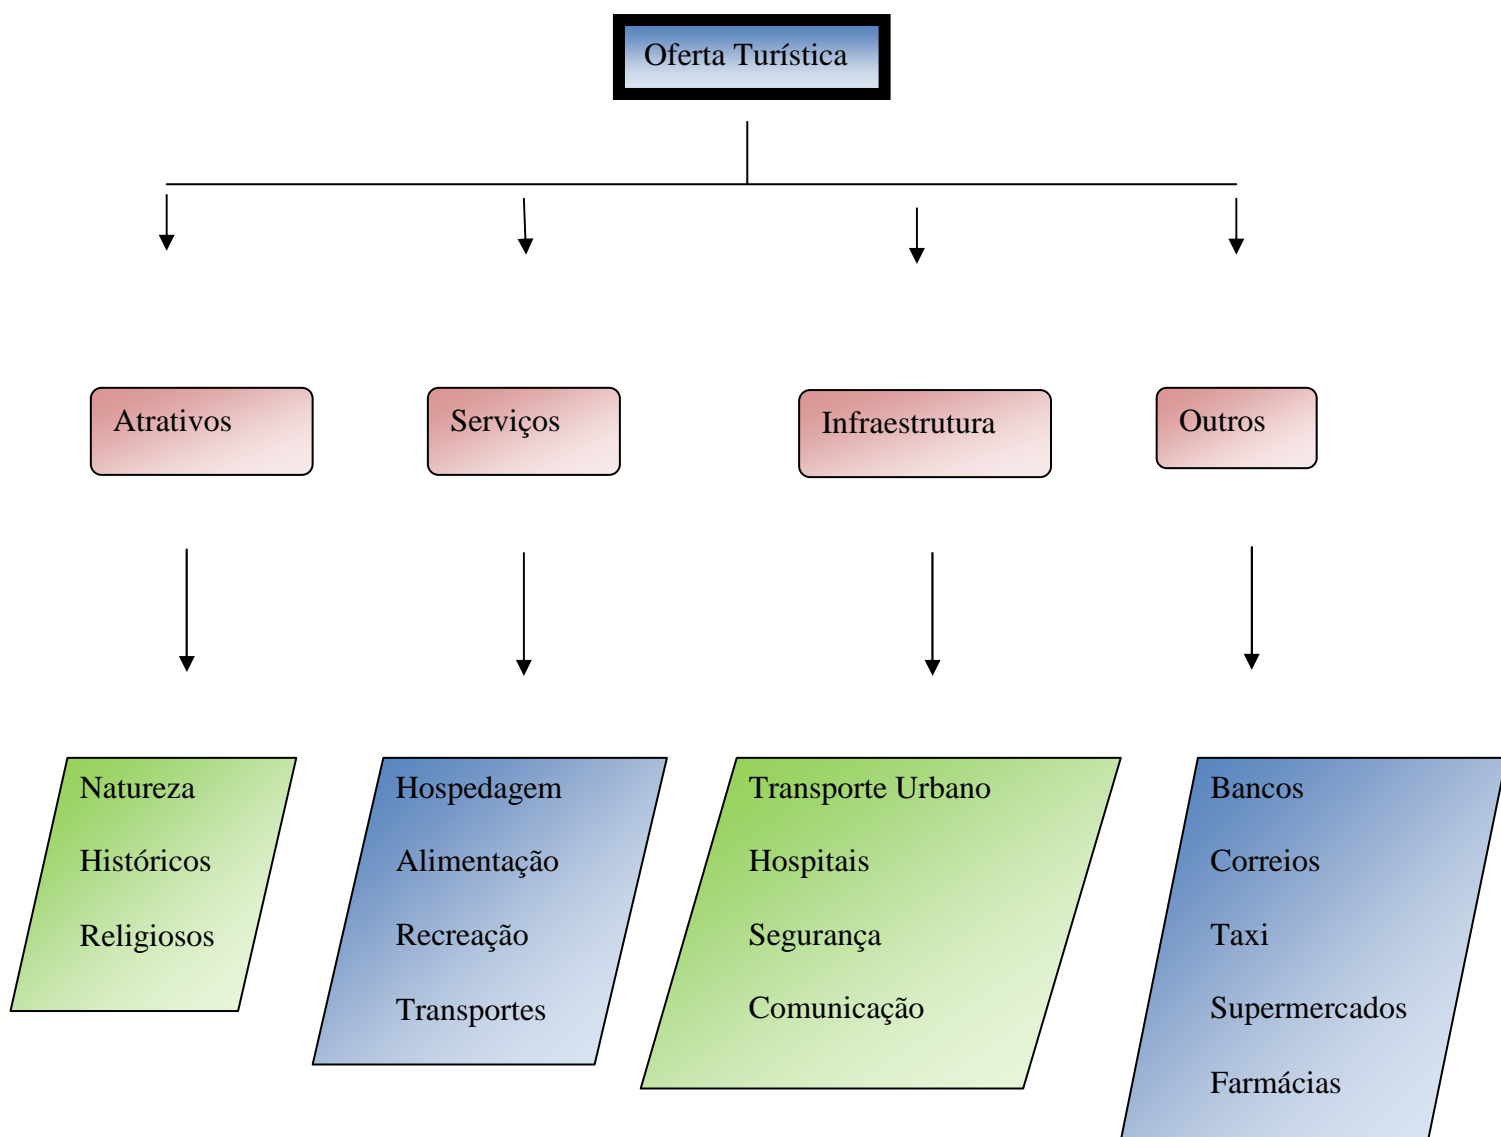 Oferta Turística
Atrativos
Serviços
Infraestrutura
Outros
Natureza
Históricos
Religiosos
Hospedagem
Alimentação
Recreação
Transportes
Transporte Urbano
Hospitais
Segurança
Comunicação
Bancos
Correios
Taxi
Supermercados
Farmácias